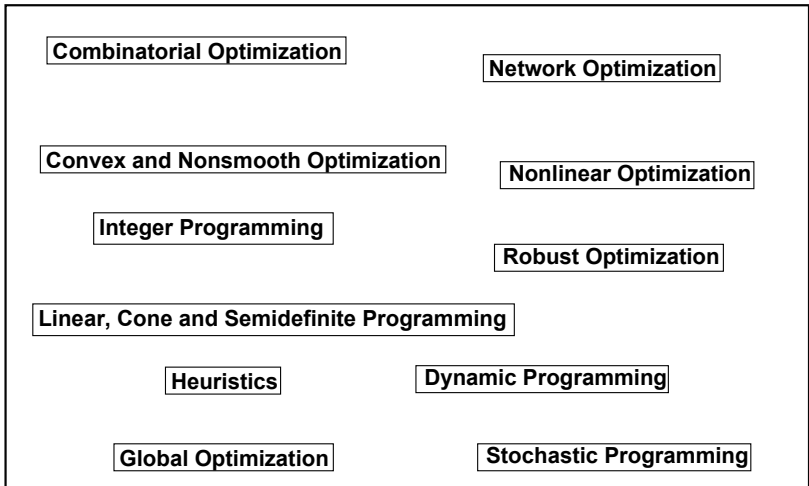 Combinatorial Optimization
Network Optimization
Convex and Nonsmooth Optimization
Nonlinear Optimization
Integer Programming
Robust Optimization
Linear, Cone and Semidefinite Programming
Heuristics
Dynamic Programming
Global Optimization
Stochastic Programming